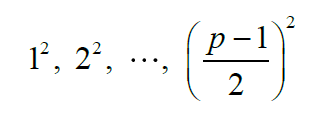 1², 2², ⋯, ((p−1)/2)²